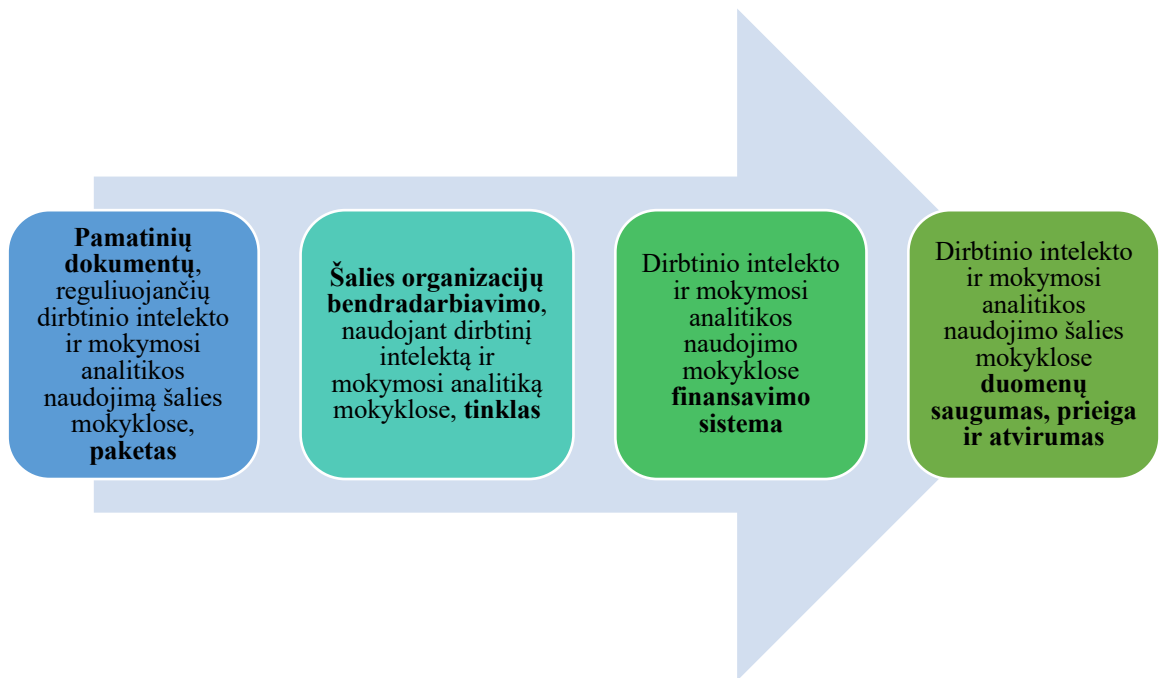 Pamatinių
dokumentų,
reguliuojančių
dirbtinio intelekto
ir mokymosi
analitikos
naudojimą šalies
mokyklose,
paketas
Šalies organizacijų
bendradarbiavimo,
naudojant dirbtinį
intelektą ir
mokymosi analitiką
mokyklose, tinklas
Dirbtinio intelekto
ir mokymosi
analitikos
naudojimo
mokyklose
finansavimo
sistema
Dirbtinio intelekto
ir mokymosi
analitikos
naudojimo šalies
mokyklose
duomenų
saugumas, prieiga
ir atvirumas